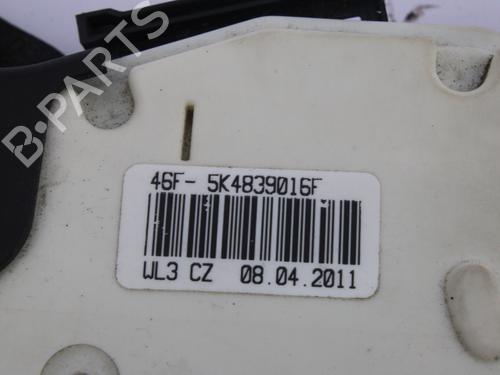 B-PARTS
46F- 5K4839016F
WL3 CZ 08.04.2011